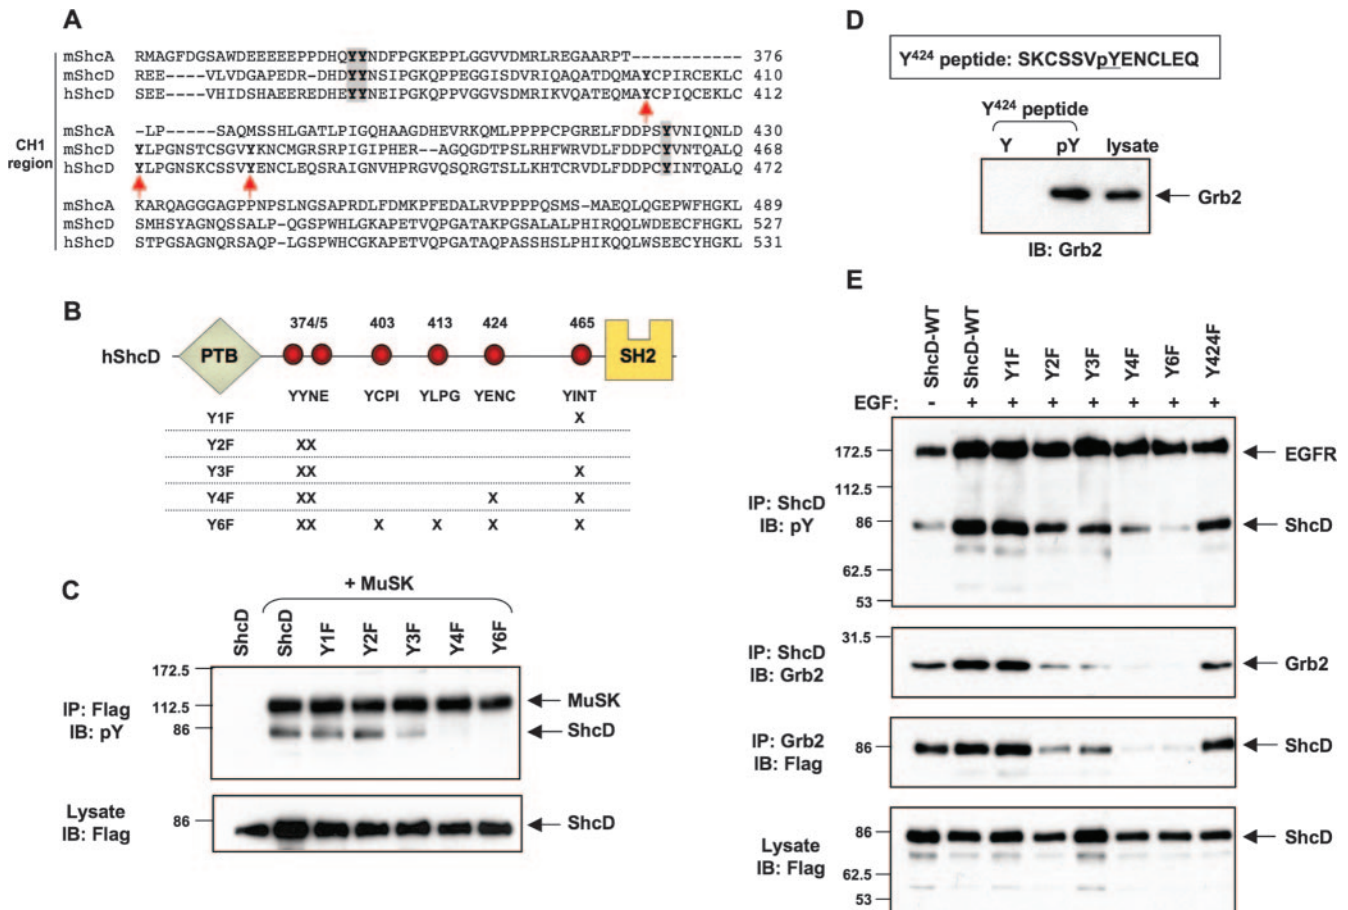 A
mShcA RMAGFDGSAWDEEEEEPPDHQYYNDFPGKEPPLGGVVDMRLREGAARPT------------ 376
mShcD REE----VLVDGAPEDR-DHDYYNSIPGKQPPEGGISDVRIQAQATDQMAYCPIRCEKLC 410
hShcD SEE----VHIDSHAEEREDHEYYNEIPGKQPPVGGVSDMRIKVQATEQMAYCPIQCEKLC 412
CH1 region
mShcA -LP-----SAQMSSHLGATLPIGQHAAGDHEVRKQMLPPPPCPGRELFDDPSYVNIQNLD 430
mShcD YLPGNSTCSGVYKNCMGRSRPIGIPHER--AGQGDTPSLRHFWRVDLFDDPCYVNTQALQ 468
hShcD YLPGNSKCSSVYENCLEQSRAIGNVHPRGVQSQRGTSLLKHTCRVDLFDDPCYINTQALQ 472
mShcA KARQAGGGAGPPNPSLNGSAPRDLFDMKPFEDALRVPPPPQSMS-MAEQLQGEPWFHGKL 489
mShcD SMHSYAGNQSSALP-QGSPWHLGKAPETVQPGATAKPGSALALPHIRQQLWDEECFHGKL 527
hShcD STPGSAGNQRSAQP-LGSPWHCGKAPETVQPGATAQPASSHSLPHIKQQLWSEECYHGKL 531
B
374/5 403 413 424 465
hShcD PTB SH2
YYNE YCPI YLPG YENC YINT
Y1F X
Y2F XX
Y3F XX X
Y4F XX X X
Y6F XX X X X X
C
+ MuSK
ShcD ShcD Y1F Y2F Y3F Y4F Y6F
172.5
112.5
86
IP: Flag
IB: pY
MuSK
ShcD
Lysate
IB: Flag
86
ShcD
D
Y424 peptide: SKCSSVpYENCLEQ
Y424 peptide
Y pY lysate
Grb2
IB: Grb2
E
ShcD-WT ShcD-WT Y1F Y2F Y3F Y4F Y6F Y424F
EGF: - + + + + + + +
172.5
112.5
86
62.5
53
IP: ShcD
IB: pY
EGFR
ShcD
31.5
IP: ShcD
IB: Grb2
Grb2
IP: Grb2
IB: Flag
86
ShcD
Lysate
IB: Flag
86
62.5
53
ShcD